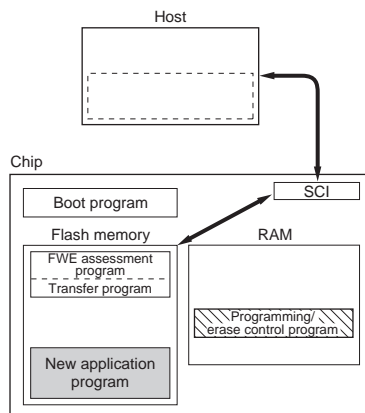 Host
Chip
SCI
Boot program
Flash memory
RAM
FWE assessment
program
Transfer program
Programming/
erase control program
New application
program